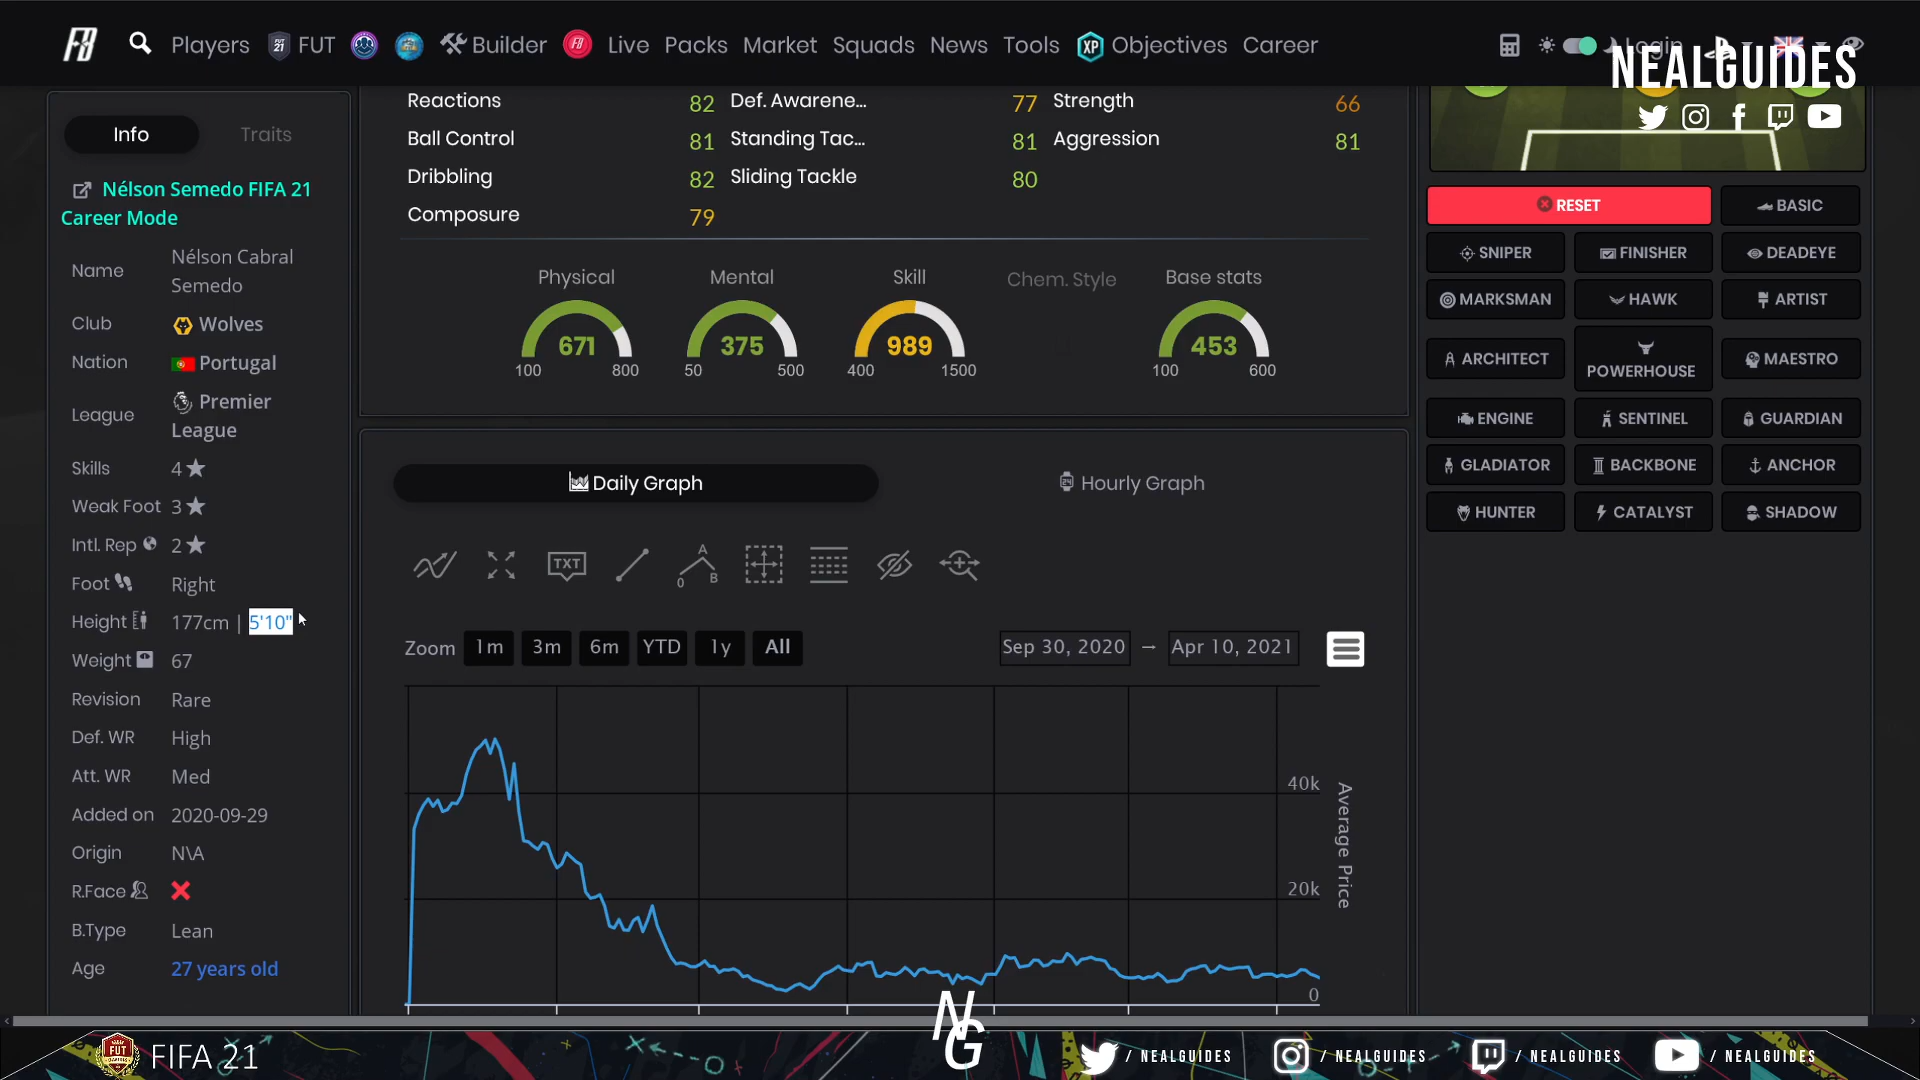 Players FUT Builder Live Packs Market Squads News Tools XP Objectives Career Login
NEALGUIDES
Info Traits
Nélson Semedo FIFA 21
Career Mode
Name Nélson Cabral
Semedo
Club Wolves
Nation Portugal
League Premier
League
Skills 4
Weak Foot 3
Intl. Rep 2
Foot Right
Height 177cm | 5'10"
Weight 67
Revision Rare
Def. WR High
Att. WR Med
Added on 2020-09-29
Origin N\A
R.Face
B.Type Lean
Age 27 years old
Reactions 82 Def. Awarene... 77 Strength 66
Ball Control 81 Standing Tac... 81 Aggression 81
Dribbling 82 Sliding Tackle 80
Composure 79
Physical Mental Skill Chem. Style Base stats
671 375 989 453
100 800 50 500 400 1500 100 600
Daily Graph Hourly Graph
TXT
A
0 B
Zoom 1m 3m 6m YTD 1y All Sep 30, 2020 → Apr 10, 2021
40k
20k
0
Average Price
RESET BASIC
SNIPER FINISHER DEADEYE
MARKSMAN HAWK ARTIST
ARCHITECT POWERHOUSE MAESTRO
ENGINE SENTINEL GUARDIAN
GLADIATOR BACKBONE ANCHOR
HUNTER CATALYST SHADOW
NG
FUT FIFA 21 / NEALGUIDES / NEALGUIDES / NEALGUIDES / NEALGUIDES